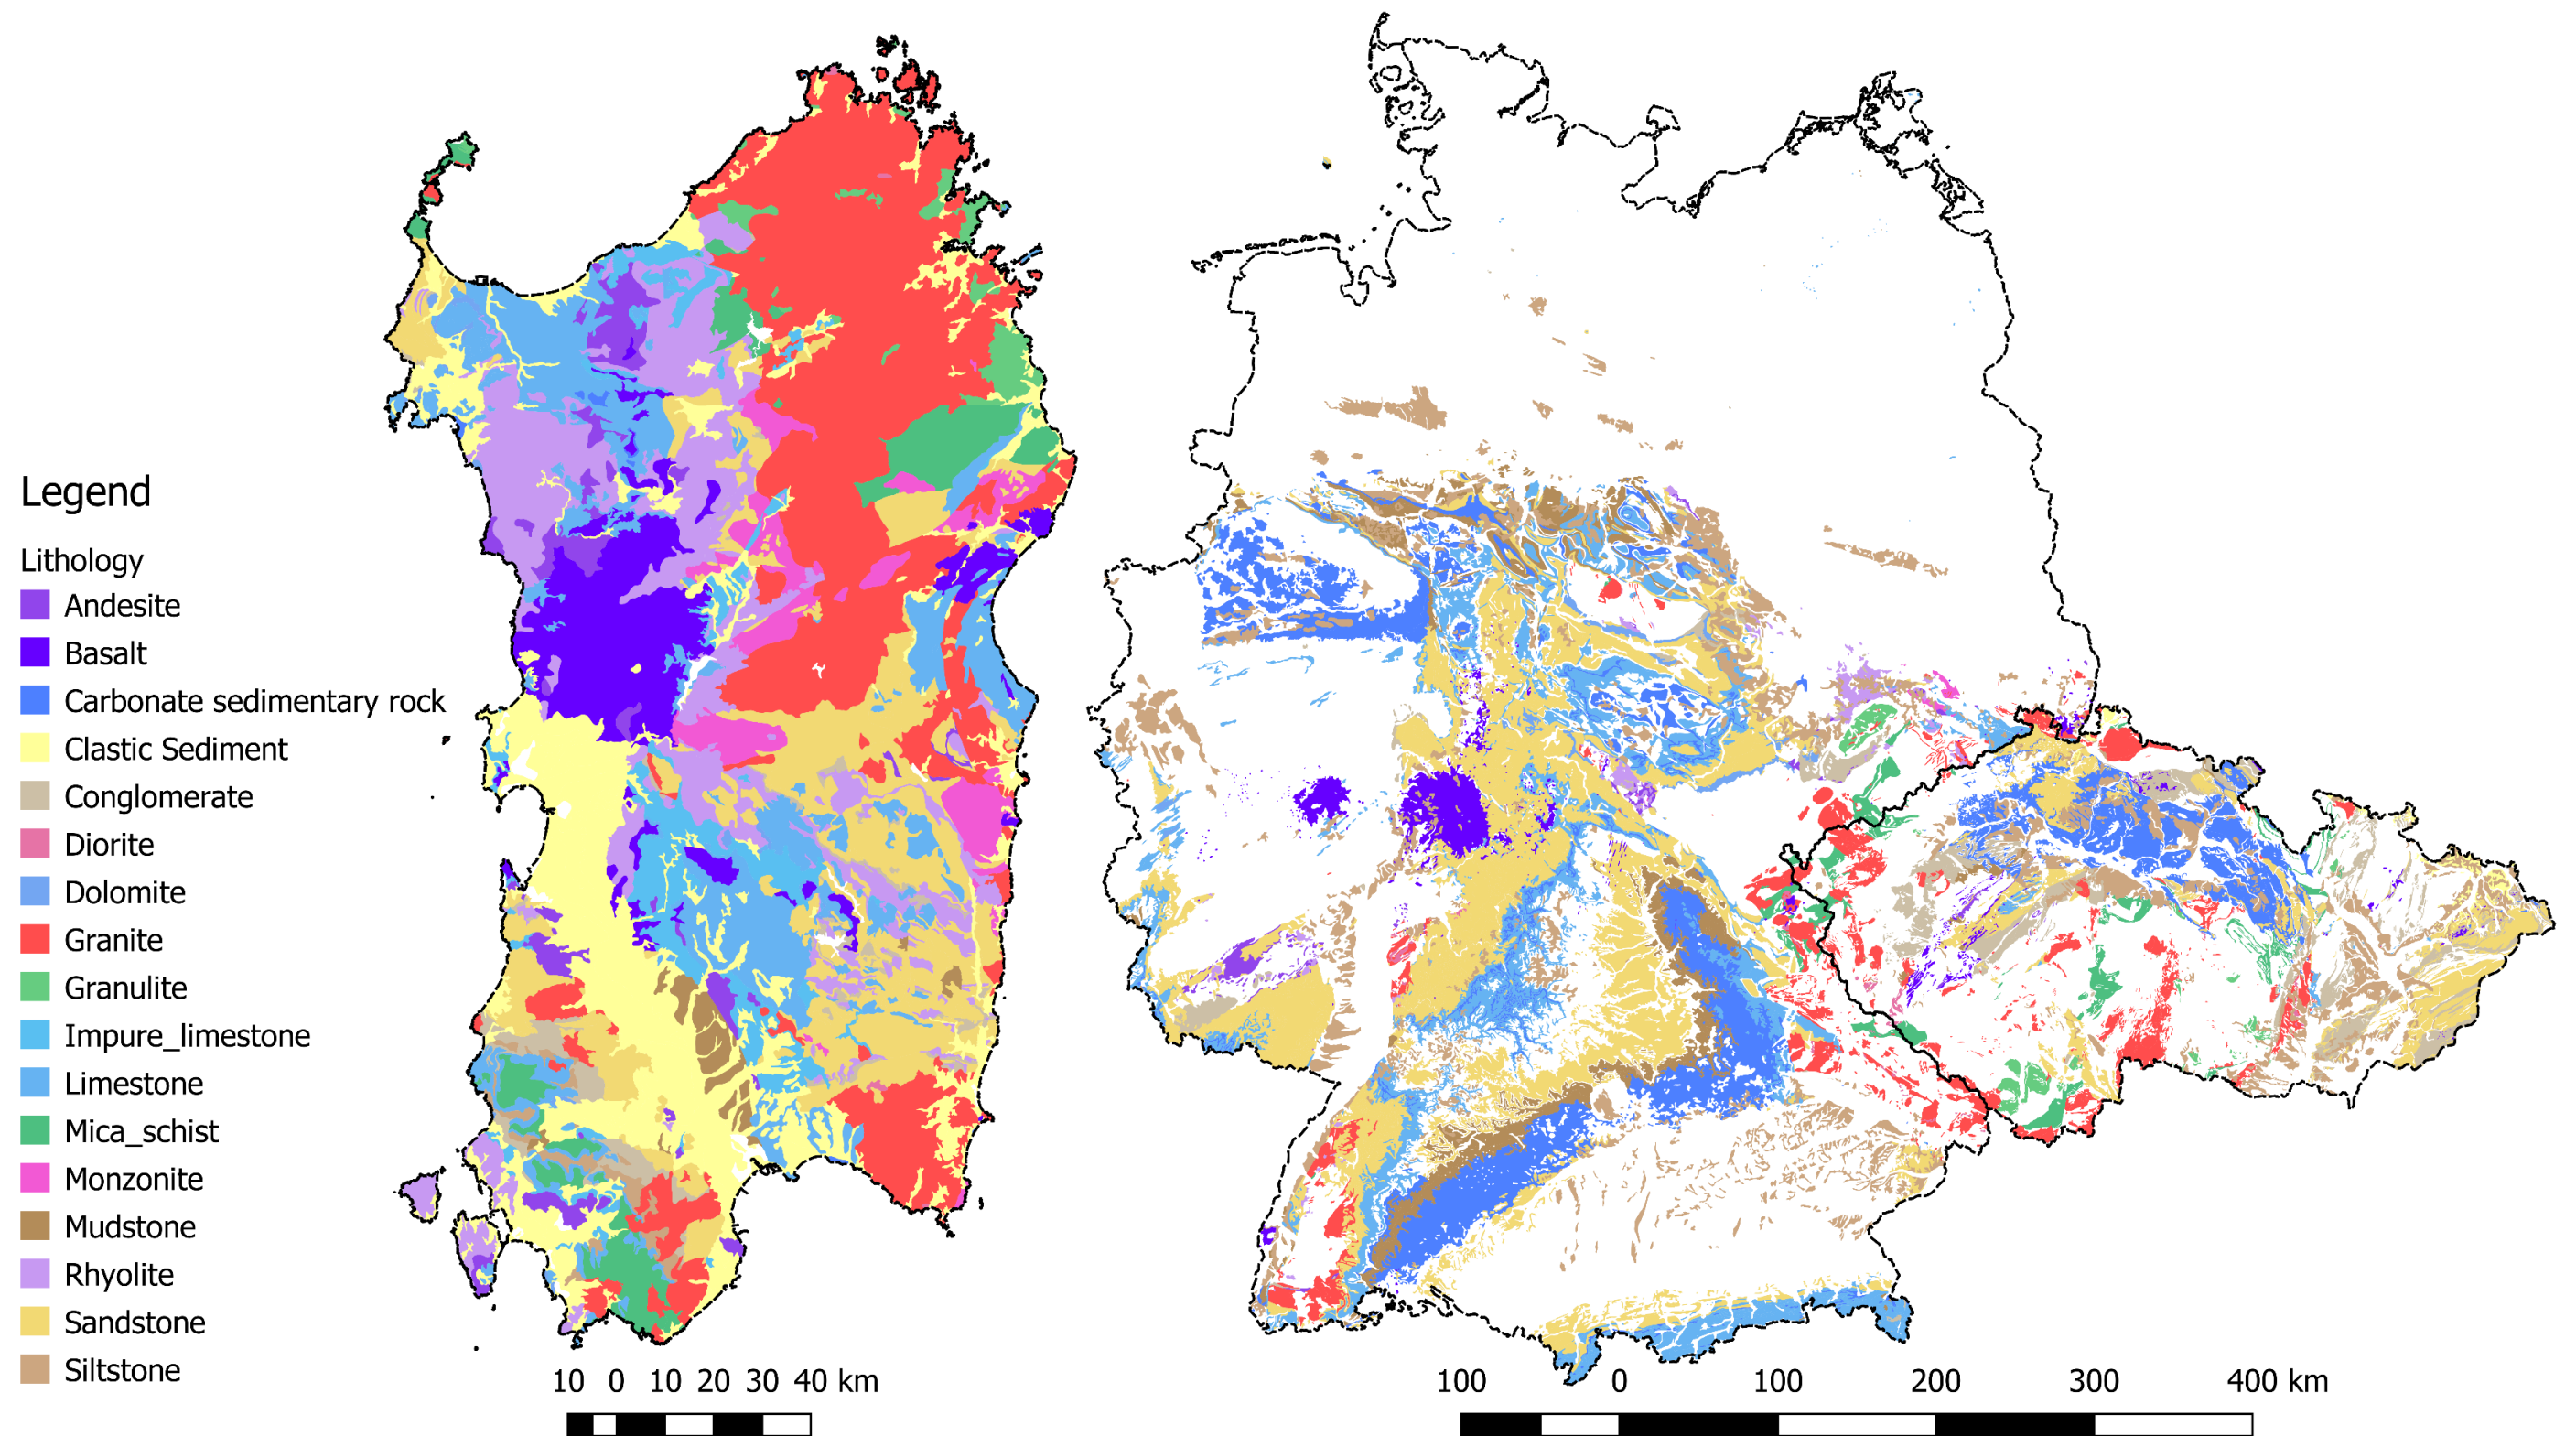 Legend
Lithology
Andesite
Basalt
Carbonate sedimentary rock
Clastic Sediment
Conglomerate
Diorite
Dolomite
Granite
Granulite
Impure_limestone
Limestone
Mica_schist
Monzonite
Mudstone
Rhyolite
Sandstone
Siltstone
10 0 10 20 30 40 km
100 0 100 200 300 400 km